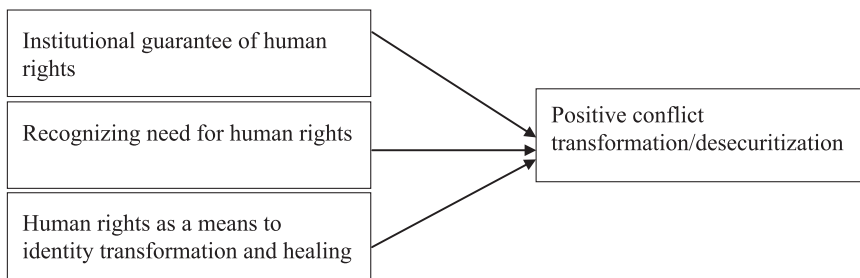 Institutional guarantee of human
rights
Recognizing need for human rights
Human rights as a means to
identity transformation and healing
Positive conflict
transformation/desecuritization